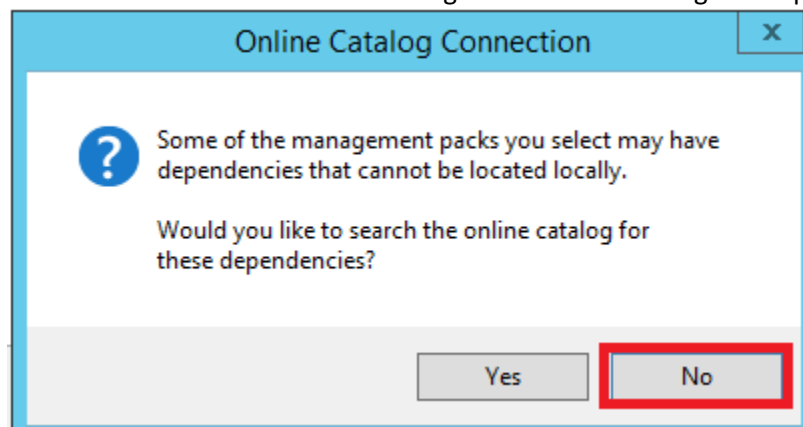 Online Catalog Connection
x
?
Some of the management packs you select may have
dependencies that cannot be located locally.
Would you like to search the online catalog for
these dependencies?
Yes
No